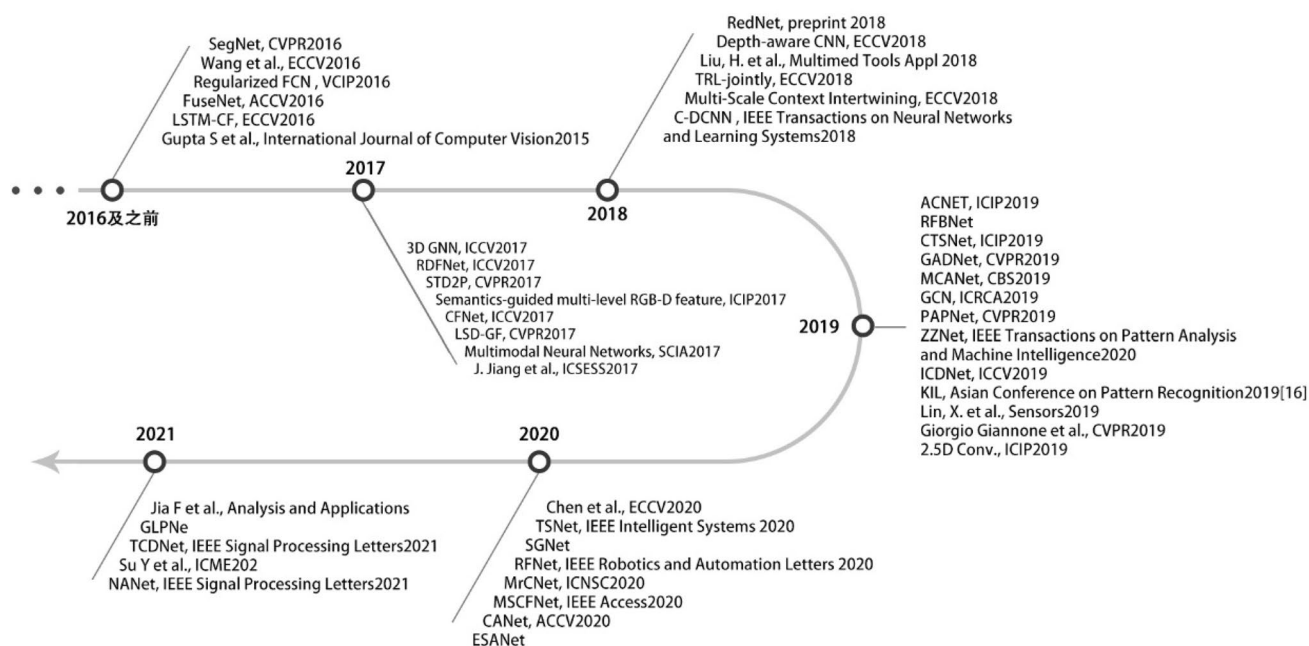 SegNet, CVPR2016
Wang et al., ECCV2016
Regularized FCN , VCIP2016
FuseNet, ACCV2016
LSTM-CF, ECCV2016
Gupta S et al., International Journal of Computer Vision2015
2016及之前
2017
3D GNN, ICCV2017
RDFNet, ICCV2017
STD2P, CVPR2017
Semantics-guided multi-level RGB-D feature, ICIP2017
CFNet, ICCV2017
LSD-GF, CVPR2017
Multimodal Neural Networks, SCIA2017
J. Jiang et al., ICSESS2017
RedNet, preprint 2018
Depth-aware CNN, ECCV2018
Liu, H. et al., Multimed Tools Appl 2018
TRL-jointly, ECCV2018
Multi-Scale Context Intertwining, ECCV2018
C-DCNN , IEEE Transactions on Neural Networks
and Learning Systems2018
2018
2019
ACNET, ICIP2019
RFBNet
CTSNet, ICIP2019
GADNet, CVPR2019
MCANet, CBS2019
GCN, ICRCA2019
PAPNet, CVPR2019
ZZNet, IEEE Transactions on Pattern Analysis
and Machine Intelligence2020
ICDNet, ICCV2019
KIL, Asian Conference on Pattern Recognition2019[16]
Lin, X. et al., Sensors2019
Giorgio Giannone et al., CVPR2019
2.5D Conv., ICIP2019
2020
Chen et al., ECCV2020
TSNet, IEEE Intelligent Systems 2020
SGNet
RFNet, IEEE Robotics and Automation Letters 2020
MrCNet, ICNSC2020
MSCFNet, IEEE Access2020
CANet, ACCV2020
ESANet
2021
Jia F et al., Analysis and Applications
GLPNe
TCDNet, IEEE Signal Processing Letters2021
Su Y et al., ICME202
NANet, IEEE Signal Processing Letters2021